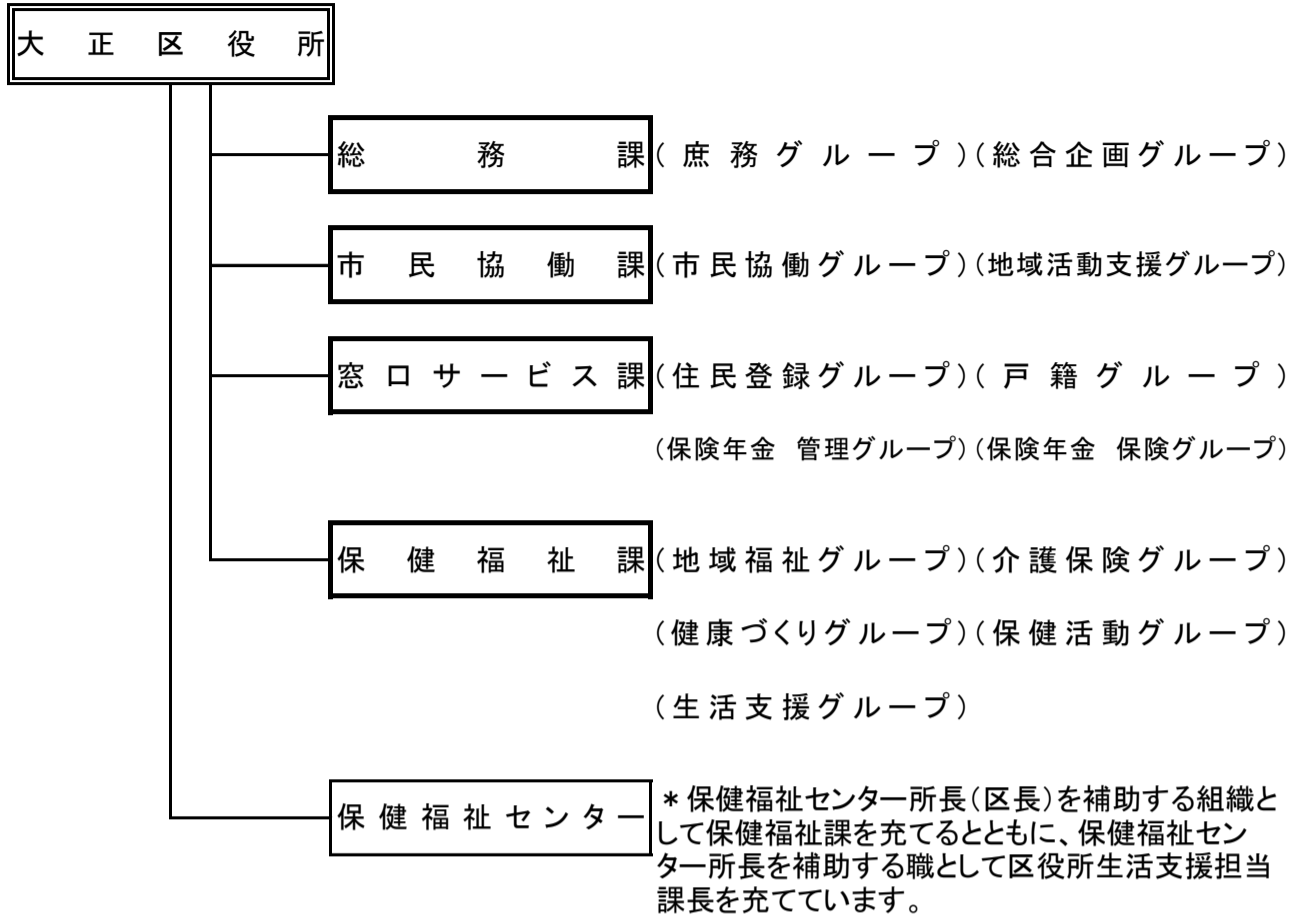 大正区役所
総務課(庶務グループ)(総合企画グループ)
市民協働課(市民協働グループ)(地域活動支援グループ)
窓口サービス課(住民登録グループ)(戸籍グループ)
(保険年金　管理グループ)(保険年金　保険グループ)
保健福祉課(地域福祉グループ)(介護保険グループ)
(健康づくりグループ)(保健活動グループ)
(生活支援グループ)
保健福祉センター
＊保健福祉センター所長(区長)を補助する組織と
して保健福祉課を充てるとともに、保健福祉セン
ター所長を補助する職として区役所生活支援担当
課長を充てています。